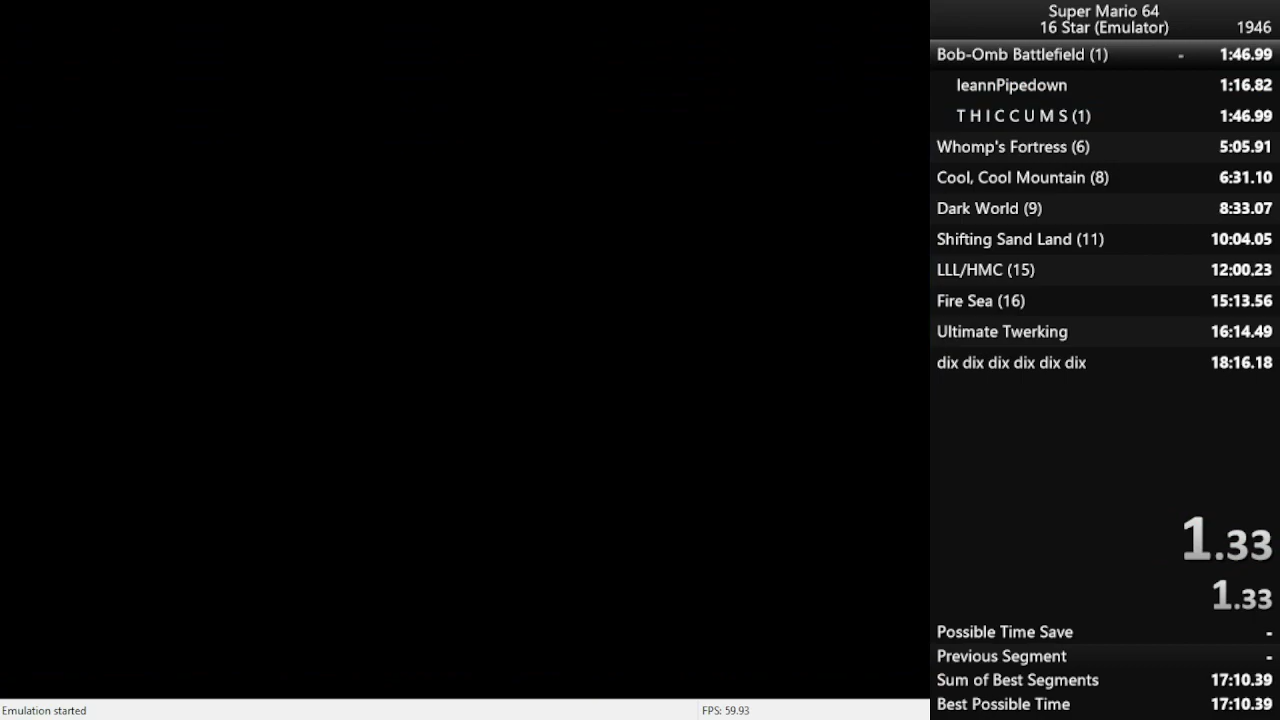 Super Mario 64
16 Star (Emulator) 1946
Bob-Omb Battlefield (1) - 1:46.99
leannPipedown 1:16.82
T H I C C U M S (1) 1:46.99
Whomp's Fortress (6) 5:05.91
Cool, Cool Mountain (8) 6:31.10
Dark World (9) 8:33.07
Shifting Sand Land (11) 10:04.05
LLL/HMC (15) 12:00.23
Fire Sea (16) 15:13.56
Ultimate Twerking 16:14.49
dix dix dix dix dix dix 18:16.18
1.33
1.33
Possible Time Save -
Previous Segment -
Sum of Best Segments 17:10.39
Best Possible Time 17:10.39
Emulation started FPS: 59.93